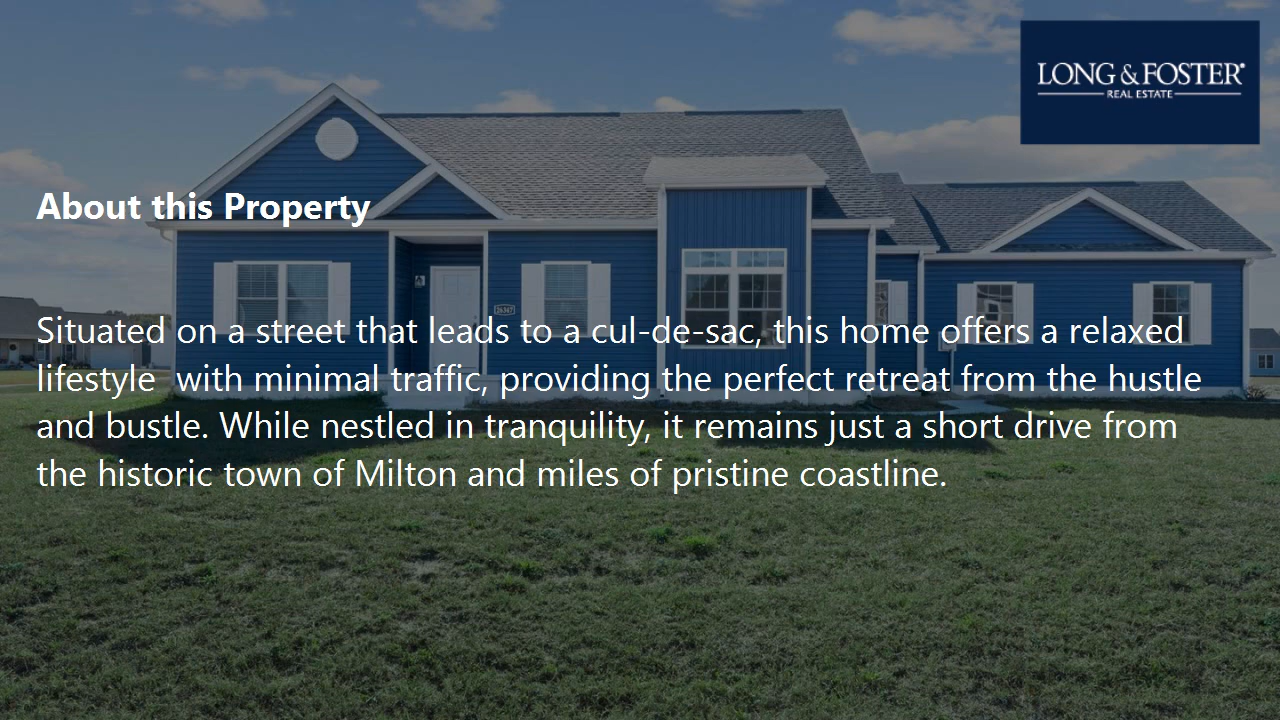 LONG & FOSTER®
REAL ESTATE
About this Property
Situated on a street that leads to a cul-de-sac, this home offers a relaxed
lifestyle  with minimal traffic, providing the perfect retreat from the hustle
and bustle. While nestled in tranquility, it remains just a short drive from
the historic town of Milton and miles of pristine coastline.